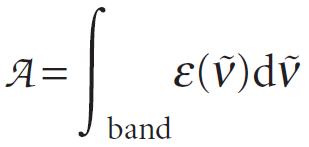 𝒜 = ∫_band ε(ṽ)dṽ